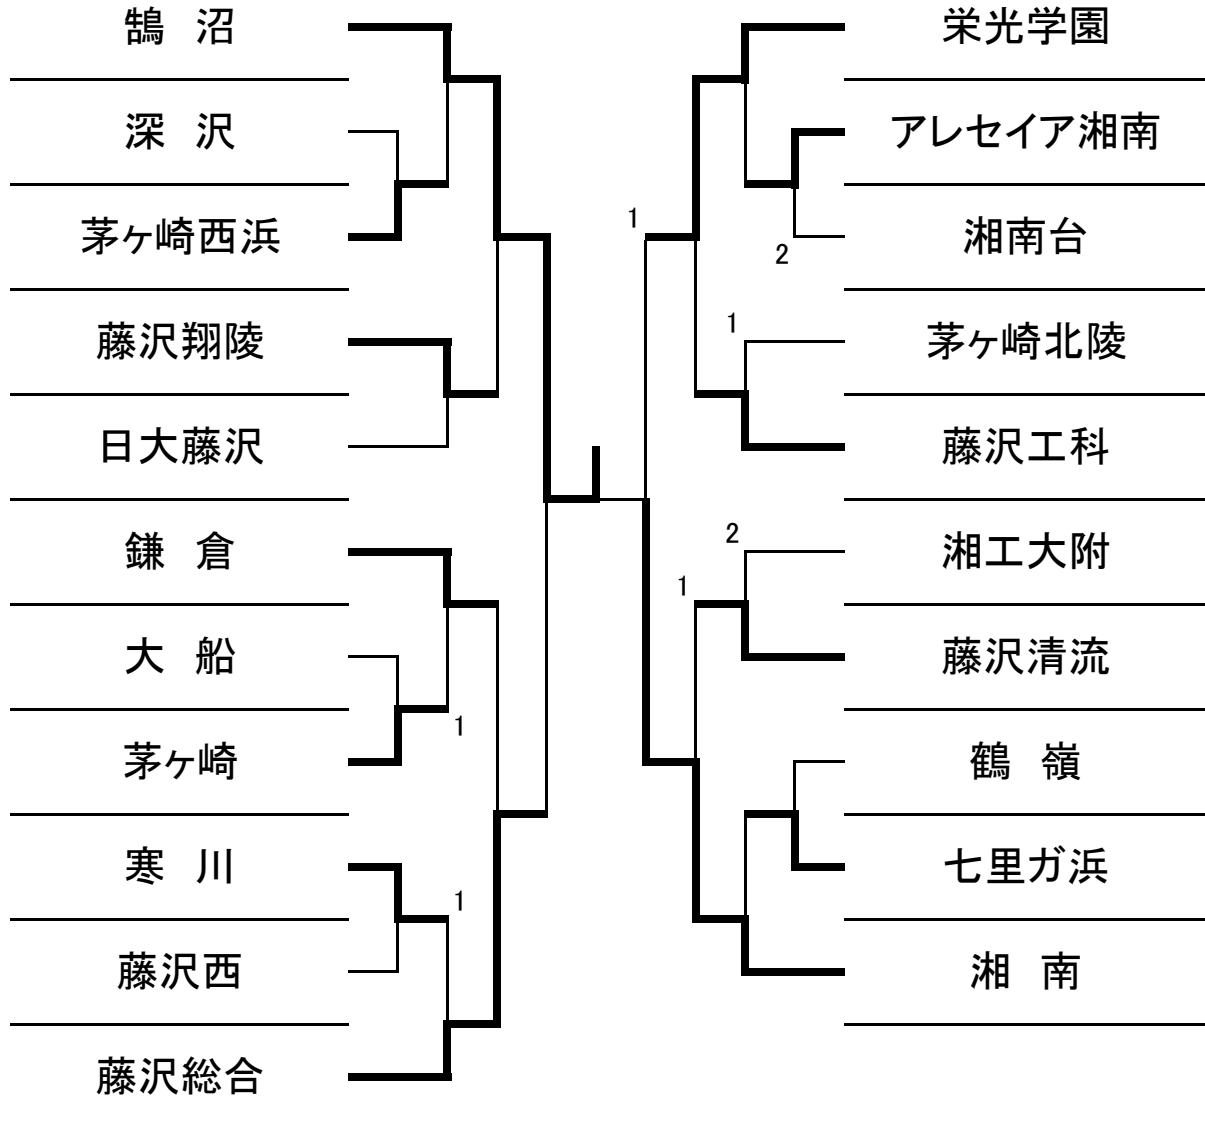 鵠　沼
深　沢
茅ヶ崎西浜
藤沢翔陵
日大藤沢
鎌　倉
大　船
茅ヶ崎
1
寒　川
1
藤沢西
藤沢総合
栄光学園
アレセイア湘南
1
湘南台
2
茅ヶ崎北陵
1
藤沢工科
湘工大附
2
1
藤沢清流
鶴　嶺
七里ガ浜
湘　南